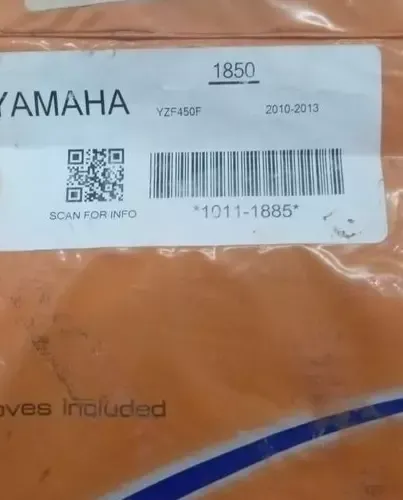 1850
YAMAHA YZF450F 2010-2013
SCAN FOR INFO
*1011-1885*
oves Included